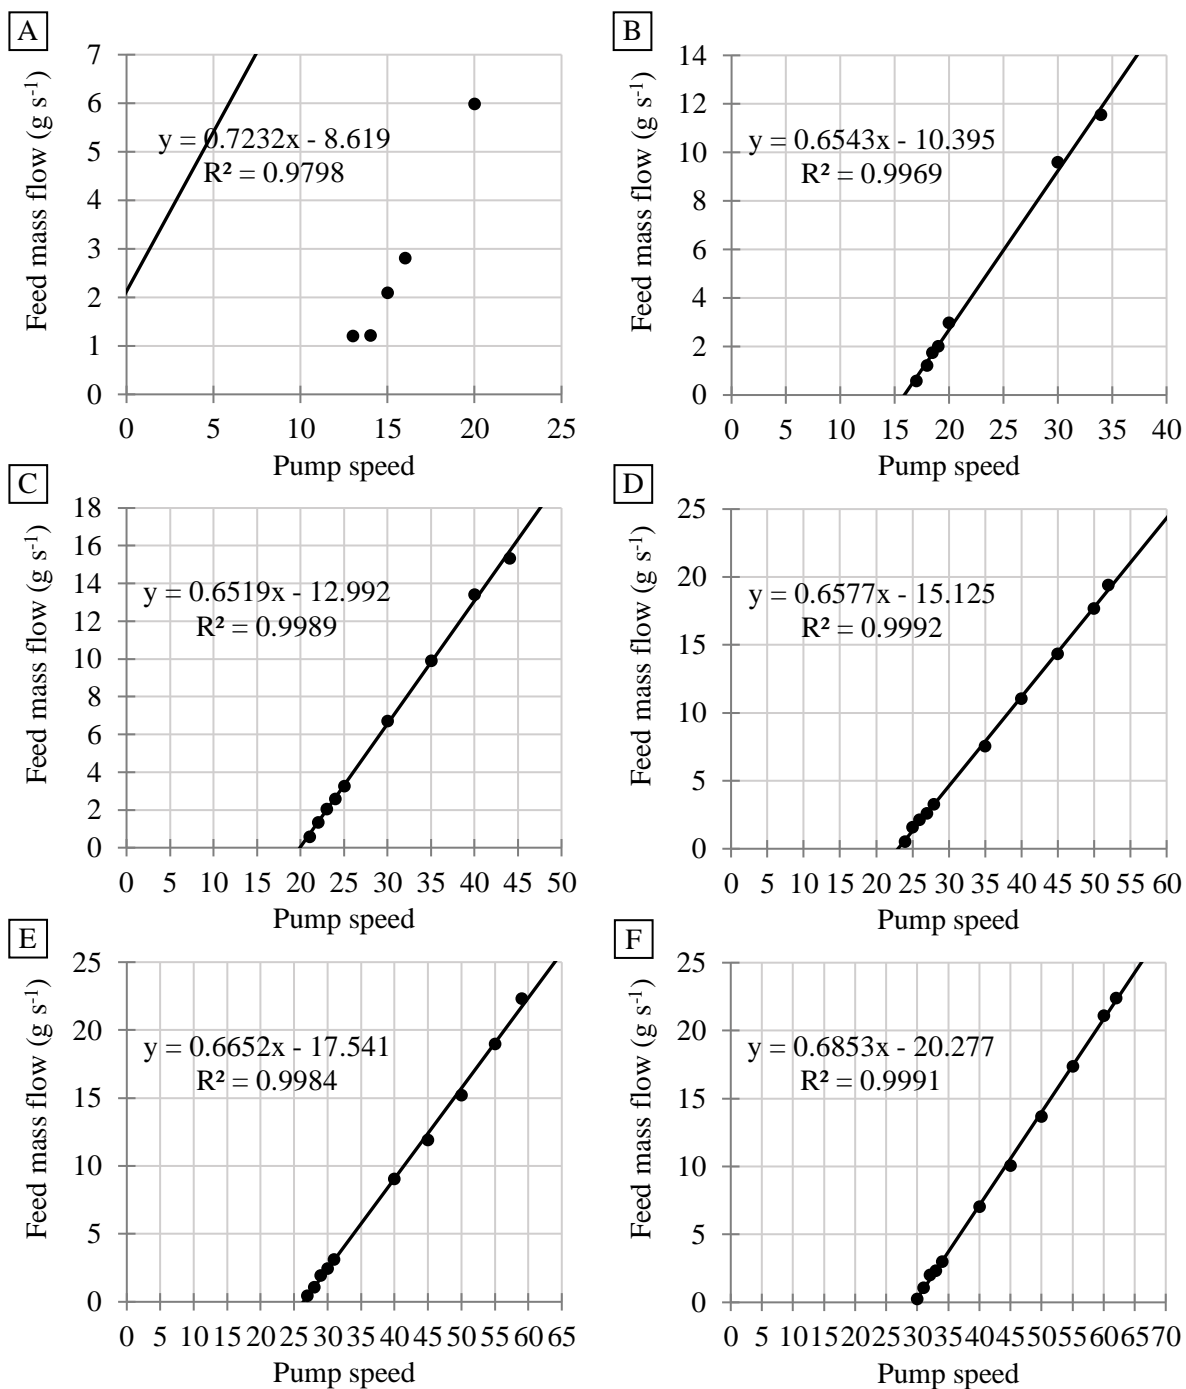 A
Feed mass flow (g s⁻¹)
7
6
5
4
3
2
1
0
y = 0.7232x - 8.619
R² = 0.9798
0 5 10 15 20 25
Pump speed
B
Feed mass flow (g s⁻¹)
14
12
10
8
6
4
2
0
y = 0.6543x - 10.395
R² = 0.9969
0 5 10 15 20 25 30 35 40
Pump speed
C
Feed mass flow (g s⁻¹)
18
16
14
12
10
8
6
4
2
0
y = 0.6519x - 12.992
R² = 0.9989
0 5 10 15 20 25 30 35 40 45 50
Pump speed
D
Feed mass flow (g s⁻¹)
25
20
15
10
5
0
y = 0.6577x - 15.125
R² = 0.9992
0 5 10 15 20 25 30 35 40 45 50 55 60
Pump speed
E
Feed mass flow (g s⁻¹)
25
20
15
10
5
0
y = 0.6652x - 17.541
R² = 0.9984
0 5 10 15 20 25 30 35 40 45 50 55 60 65
Pump speed
F
Feed mass flow (g s⁻¹)
25
20
15
10
5
0
y = 0.6853x - 20.277
R² = 0.9991
0 5 10 15 20 25 30 35 40 45 50 55 60 65 70
Pump speed